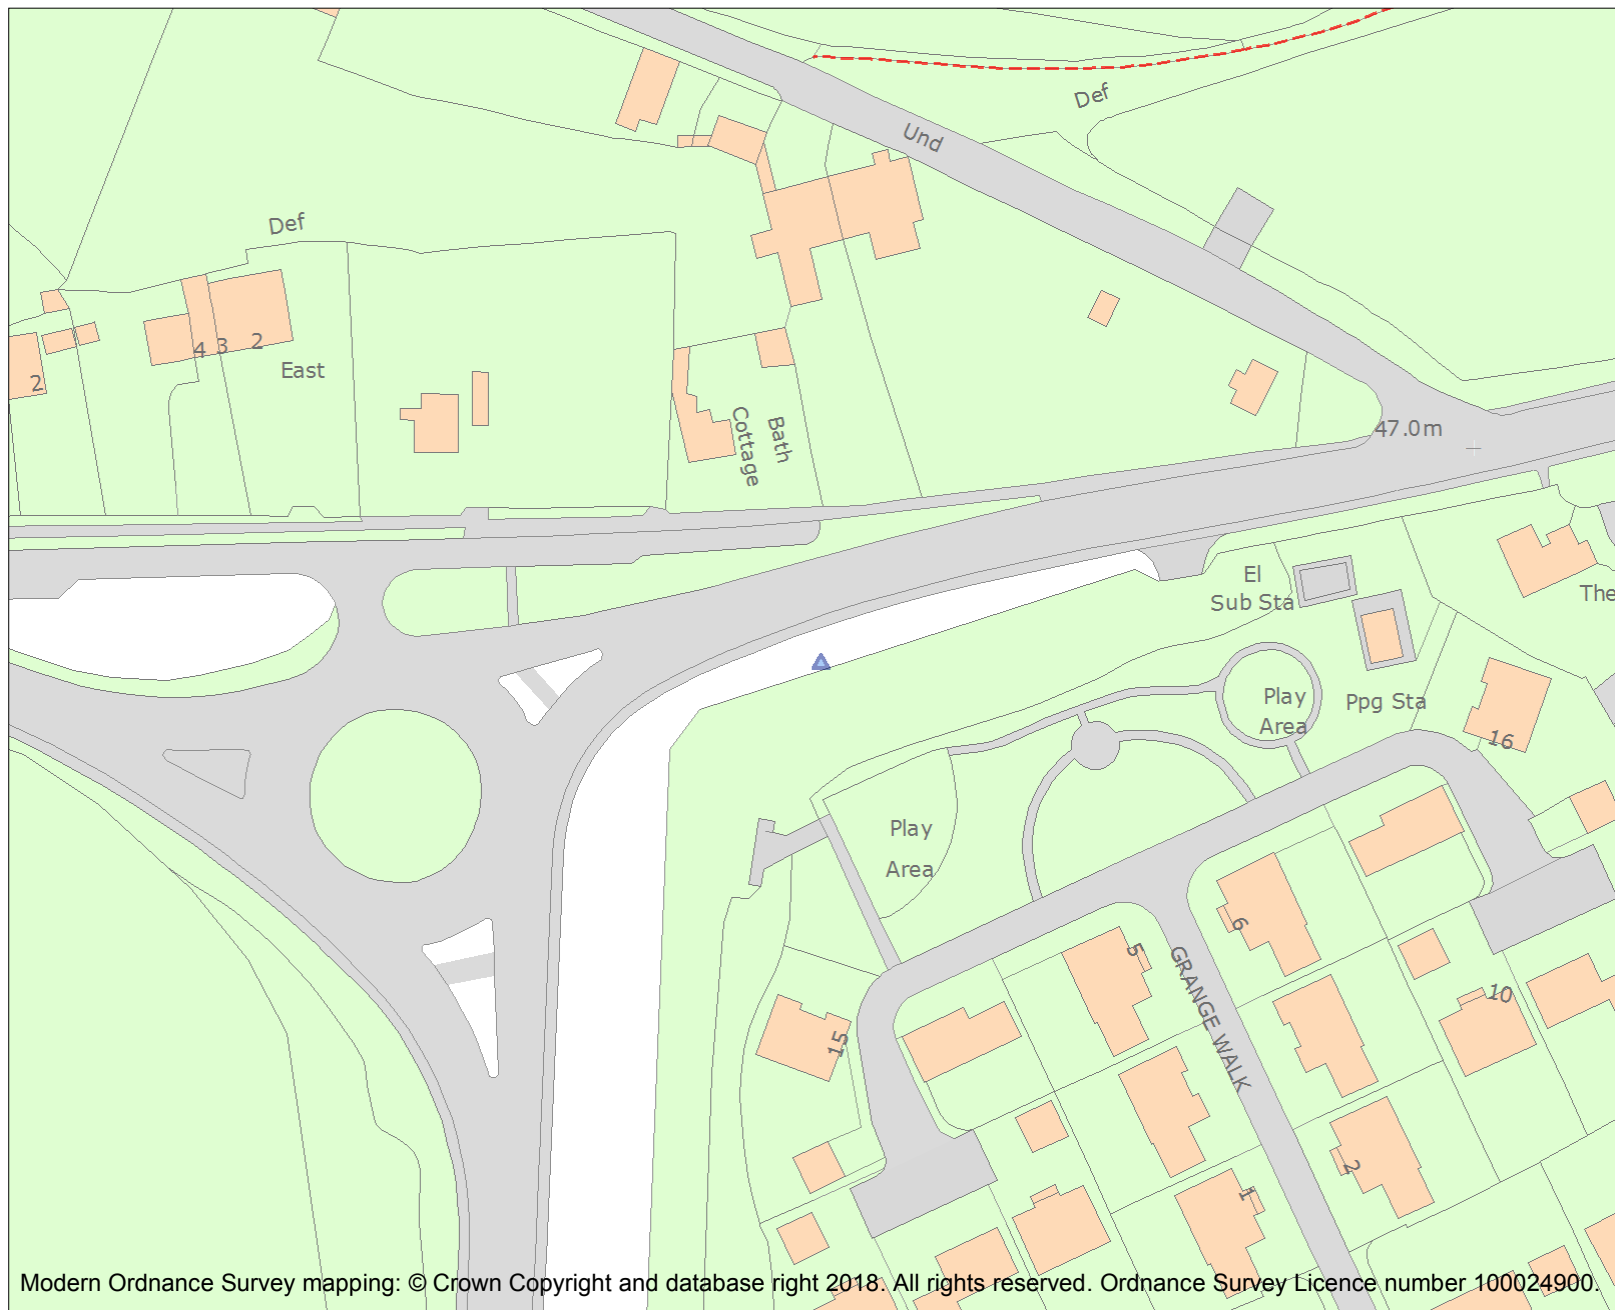 Def
Und
Def
East
4
3
2
2
Bath
Cottage
47.0m
El
Sub Sta
The
Play
Area
Ppg Sta
16
Play
Area
6
5
GRANGE WALK
10
15
2
1
Modern Ordnance Survey mapping: © Crown Copyright and database right 2018. All rights reserved. Ordnance Survey Licence number 100024900.